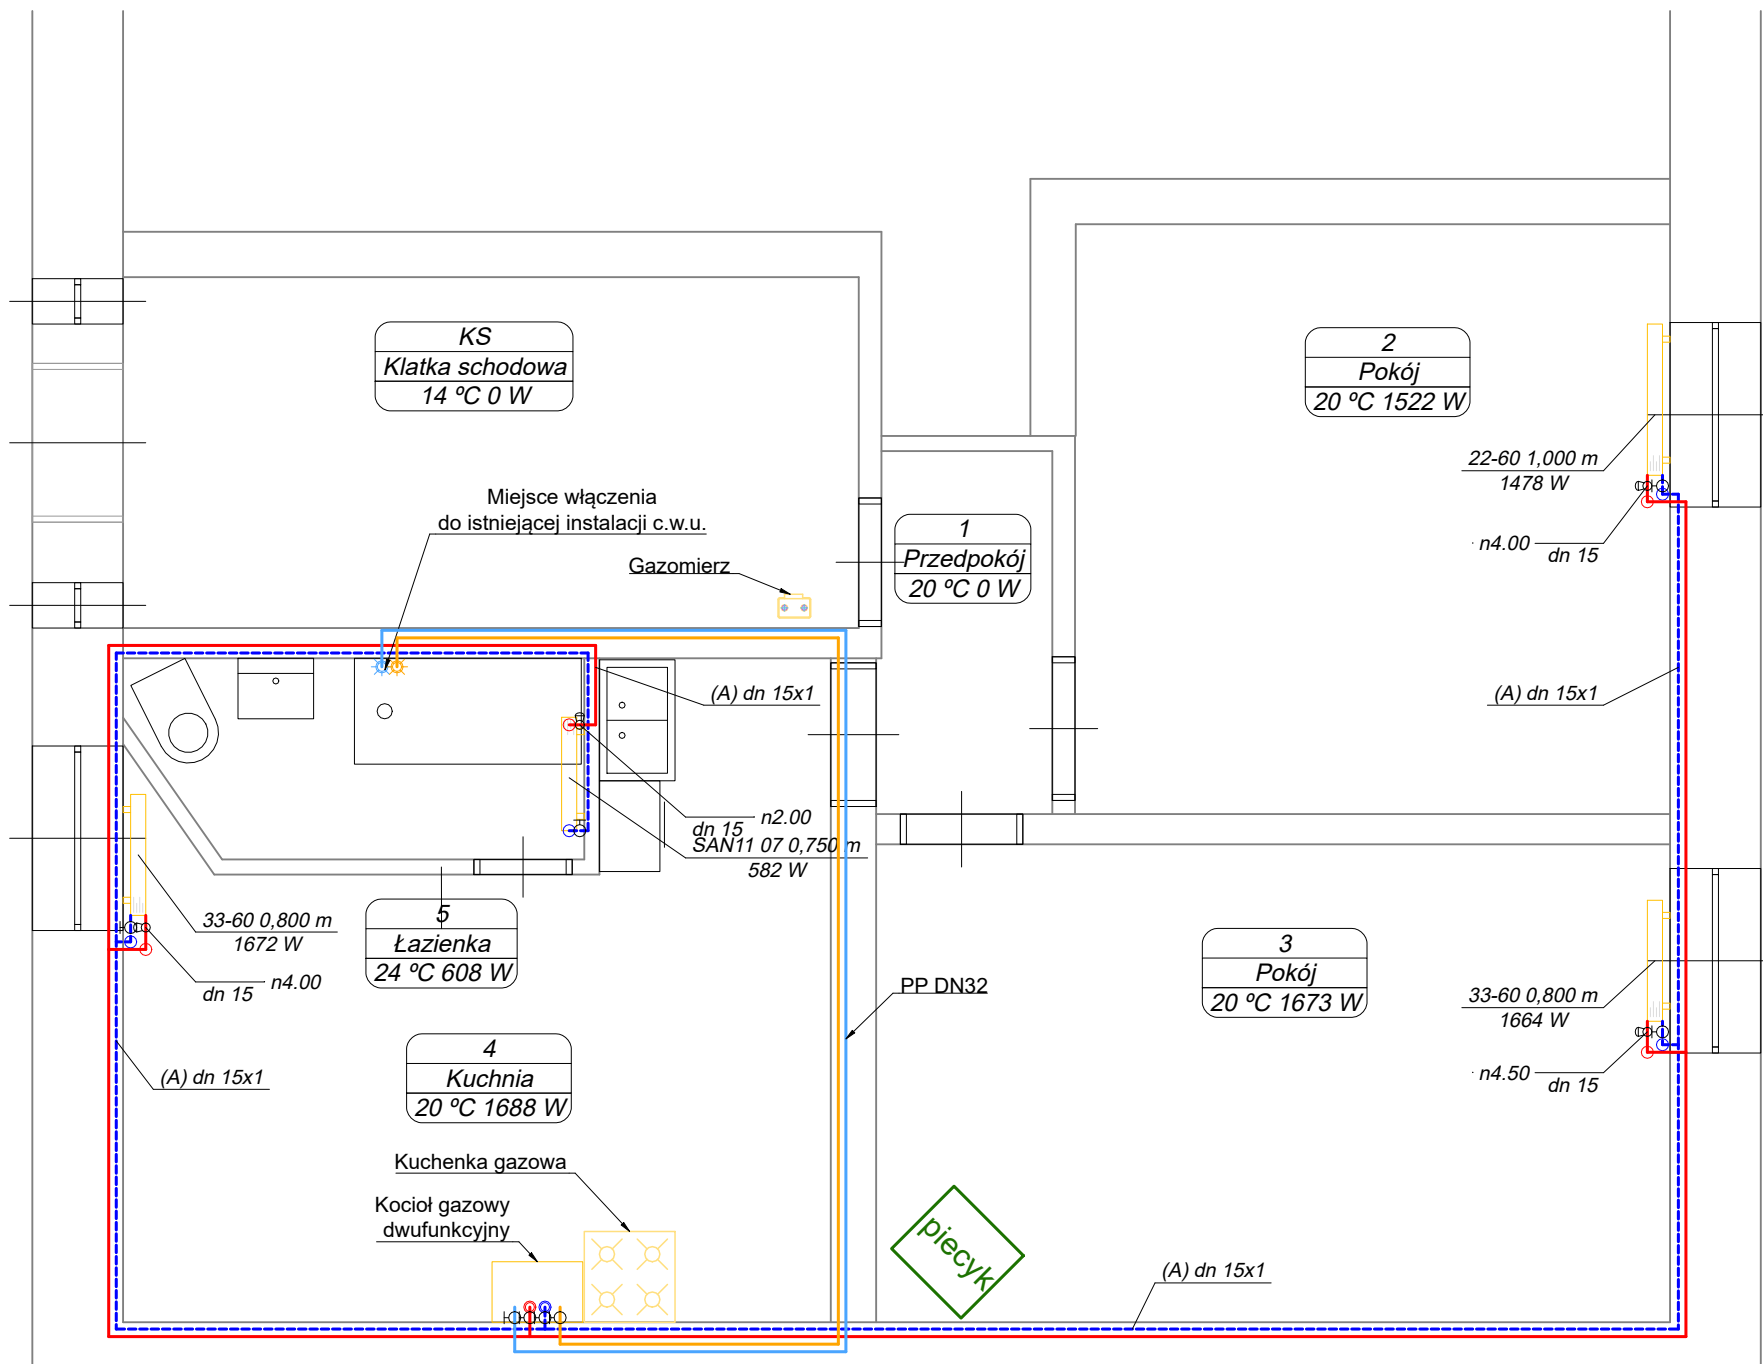 KS
Klatka schodowa
14 ºC 0 W
2
Pokój
20 ºC 1522 W
22-60 1,000 m
1478 W
n4.00
dn 15
Miejsce włączenia
do istniejącej instalacji c.w.u.
Gazomierz
1
Przedpokój
20 ºC 0 W
(A) dn 15x1
(A) dn 15x1
n2.00
dn 15
SAN11 07 0,750 m
582 W
33-60 0,800 m
1672 W
n4.00
dn 15
5
Łazienka
24 ºC 608 W
PP DN32
3
Pokój
20 ºC 1673 W
33-60 0,800 m
1664 W
n4.50
dn 15
(A) dn 15x1
4
Kuchnia
20 ºC 1688 W
Kuchenka gazowa
Kocioł gazowy
dwufunkcyjny
piecyk
(A) dn 15x1